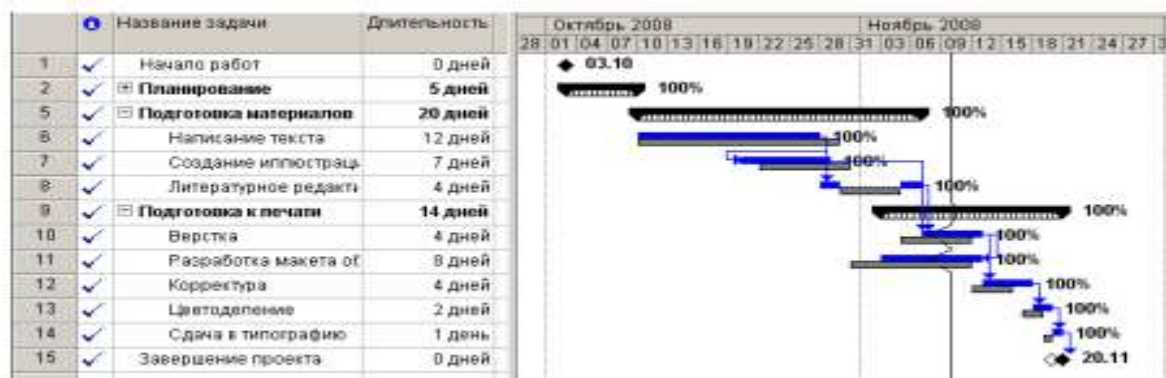 Название задачи Длительность Октябрь 2008 Ноябрь 2008
28 01 04 07 10 13 16 19 22 25 28 31 03 06 09 12 15 18 21 24 27 3
1 Начало работ 0 дней 03.10
2 Планирование 5 дней 100%
5 Подготовка материалов 20 дней 100%
6 Написание текста 12 дней 100%
7 Создание иллюстрац 7 дней 100%
8 Литературное редакти 4 дней 100%
9 Подготовка к печати 14 дней 100%
10 Верстка 4 дней 100%
11 Разработка макета об 8 дней 100%
12 Корректура 4 дней 100%
13 Цветоделение 2 дней 100%
14 Сдача в типографию 1 день 100%
15 Завершение проекта 0 дней 20.11